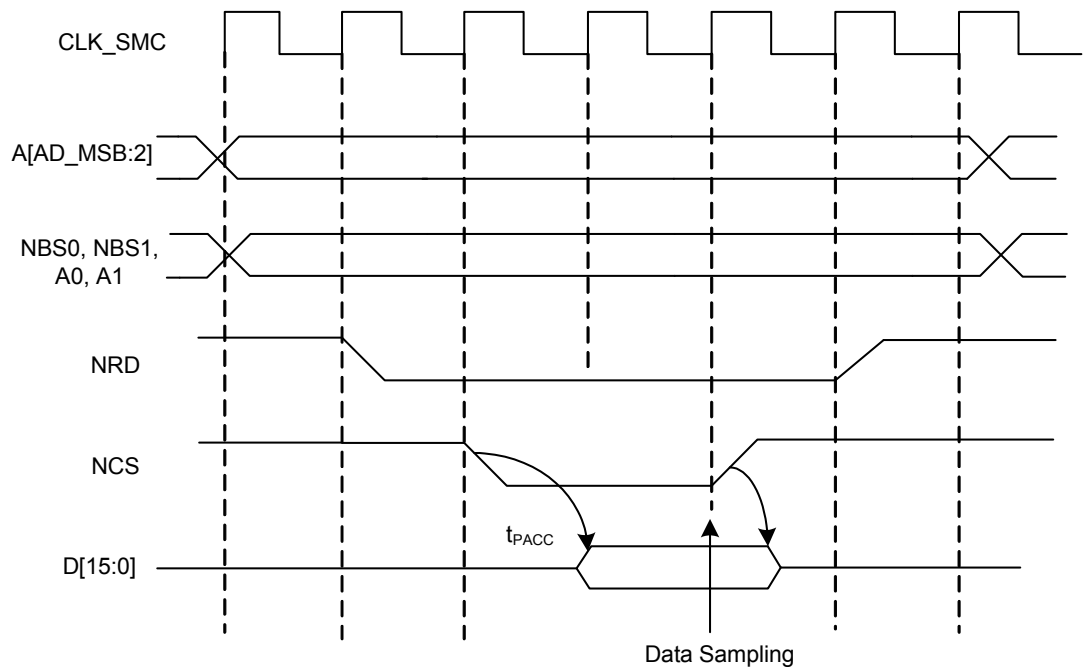 CLK_SMC
A[AD_MSB:2]
NBS0, NBS1,
A0, A1
NRD
NCS
tPACC
D[15:0]
Data Sampling